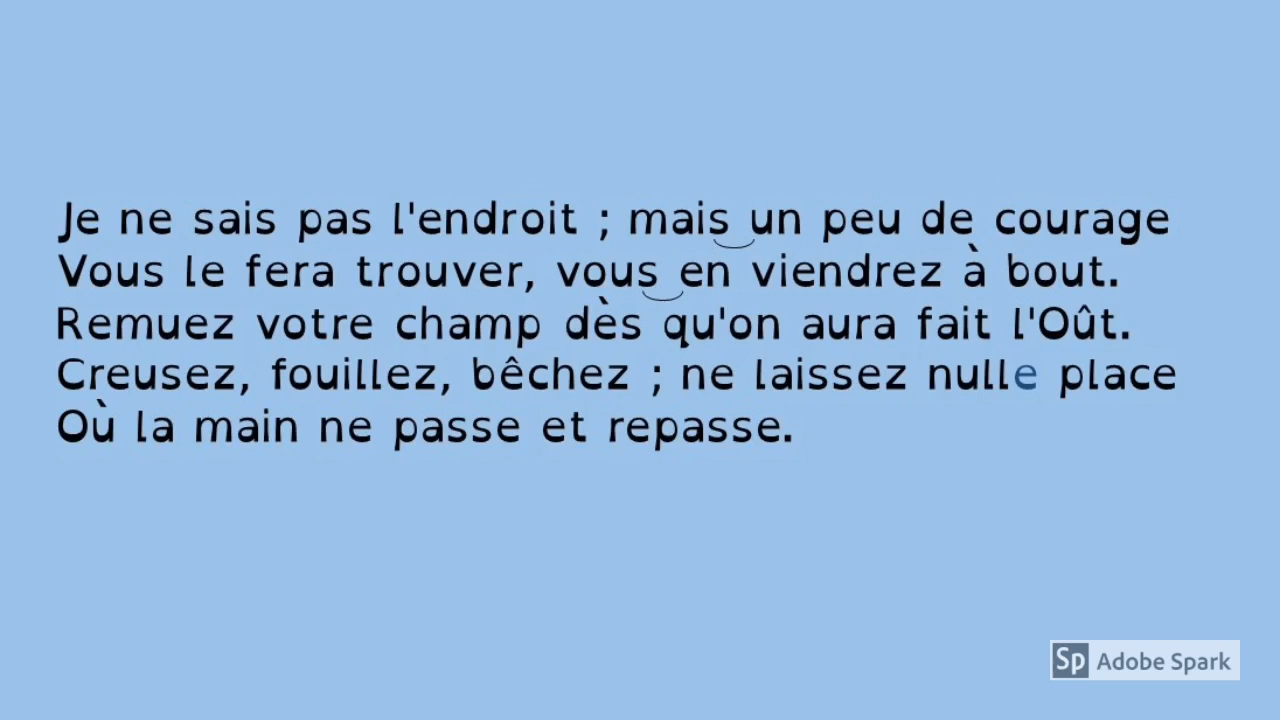 Je ne sais pas l'endroit ; mais un peu de courage
Vous le fera trouver, vous en viendrez à bout.
Remuez votre champ dès qu'on aura fait l'Oût.
Creusez, fouillez, bêchez ; ne laissez nulle place
Où la main ne passe et repasse.
Sp Adobe Spark